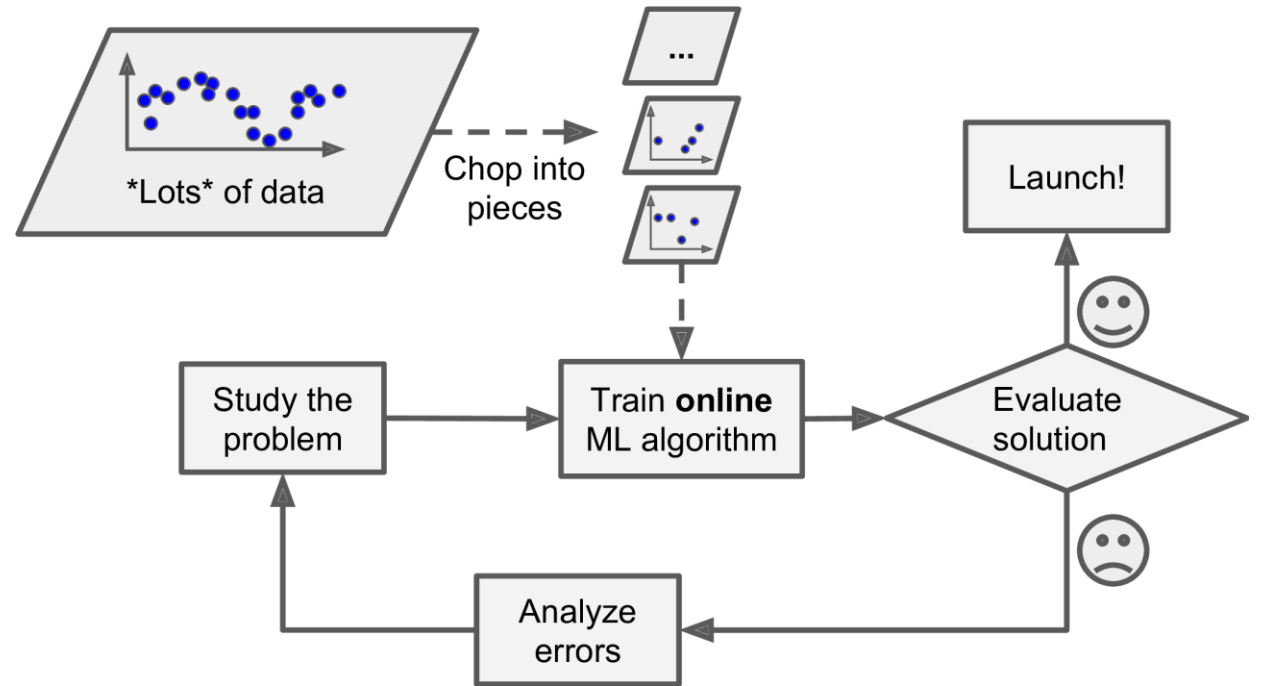 ...
*Lots* of data
Chop into
pieces
Launch!
Study the
problem
Train online
ML algorithm
Evaluate
solution
Analyze
errors